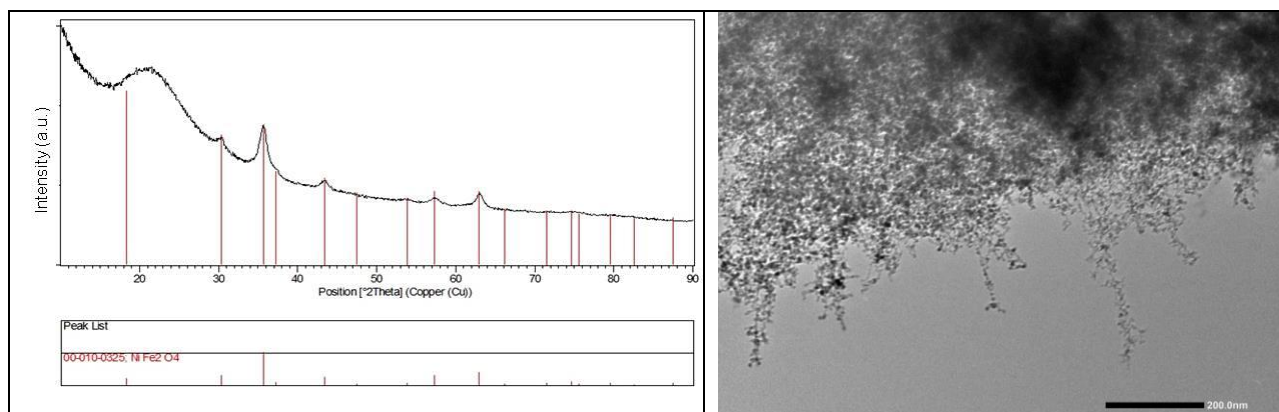 Intensity (a.u.)
20 30 40 50 60 70 80 90
Position [°2Theta] (Copper (Cu))
Peak List
00-010-0325; Ni Fe2 O4
200.0nm